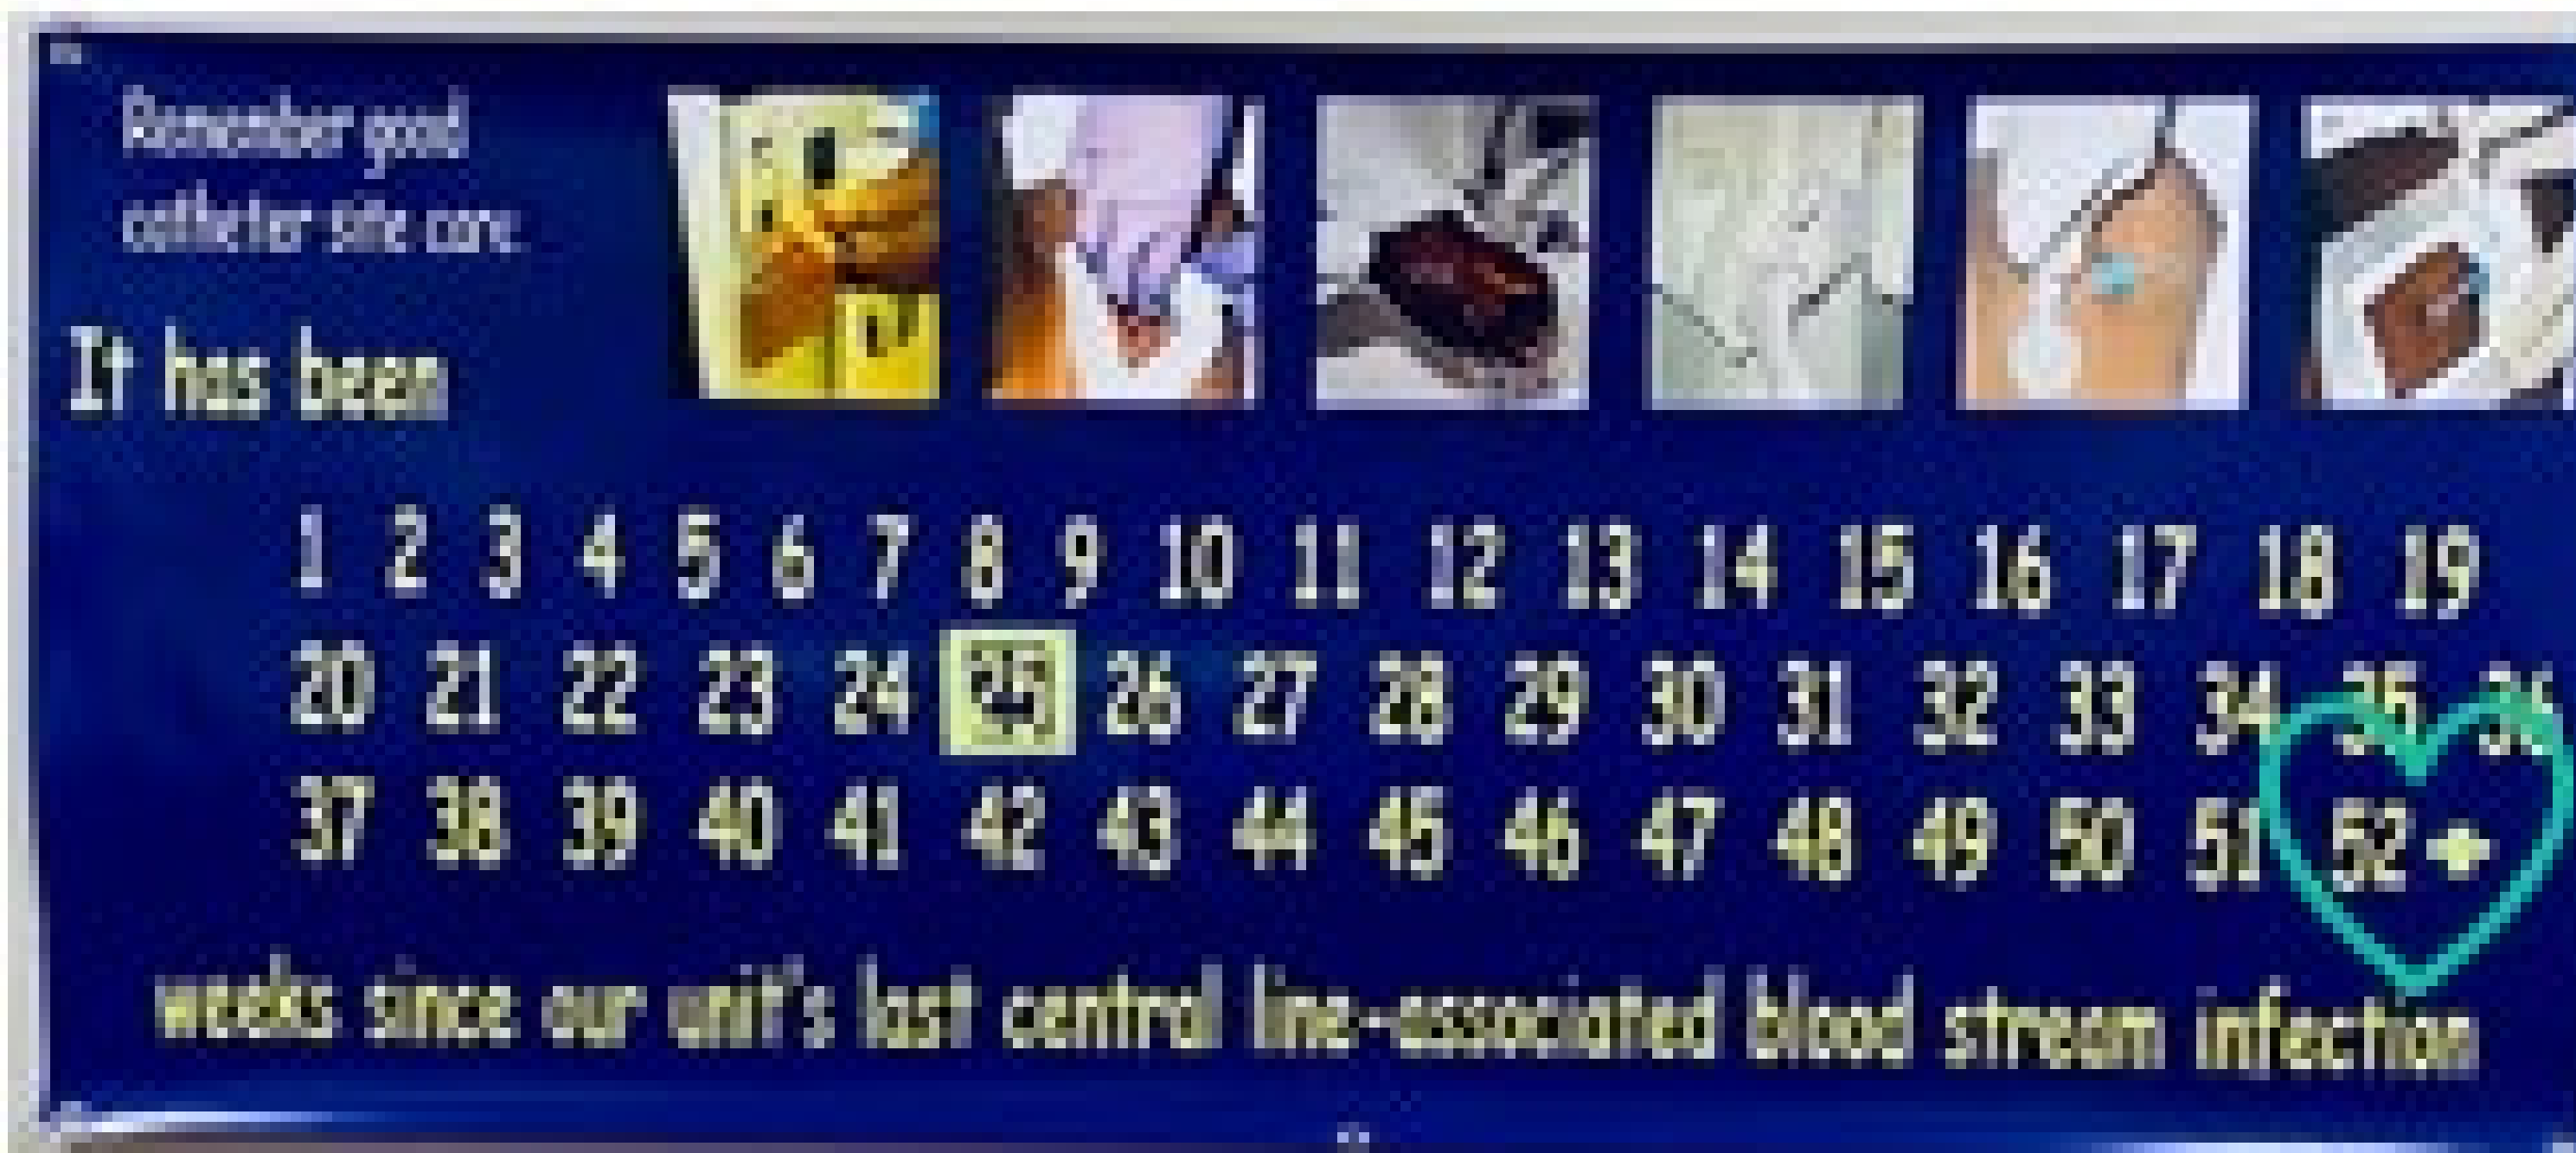 Remember good
catheter site care.
It has been
1 2 3 4 5 6 7 8 9 10 11 12 13 14 15 16 17 18 19
20 21 22 23 24 25 26 27 28 29 30 31 32 33 34 35 36
37 38 39 40 41 42 43 44 45 46 47 48 49 50 51 52 +
weeks since our unit's last central line-associated blood stream infection